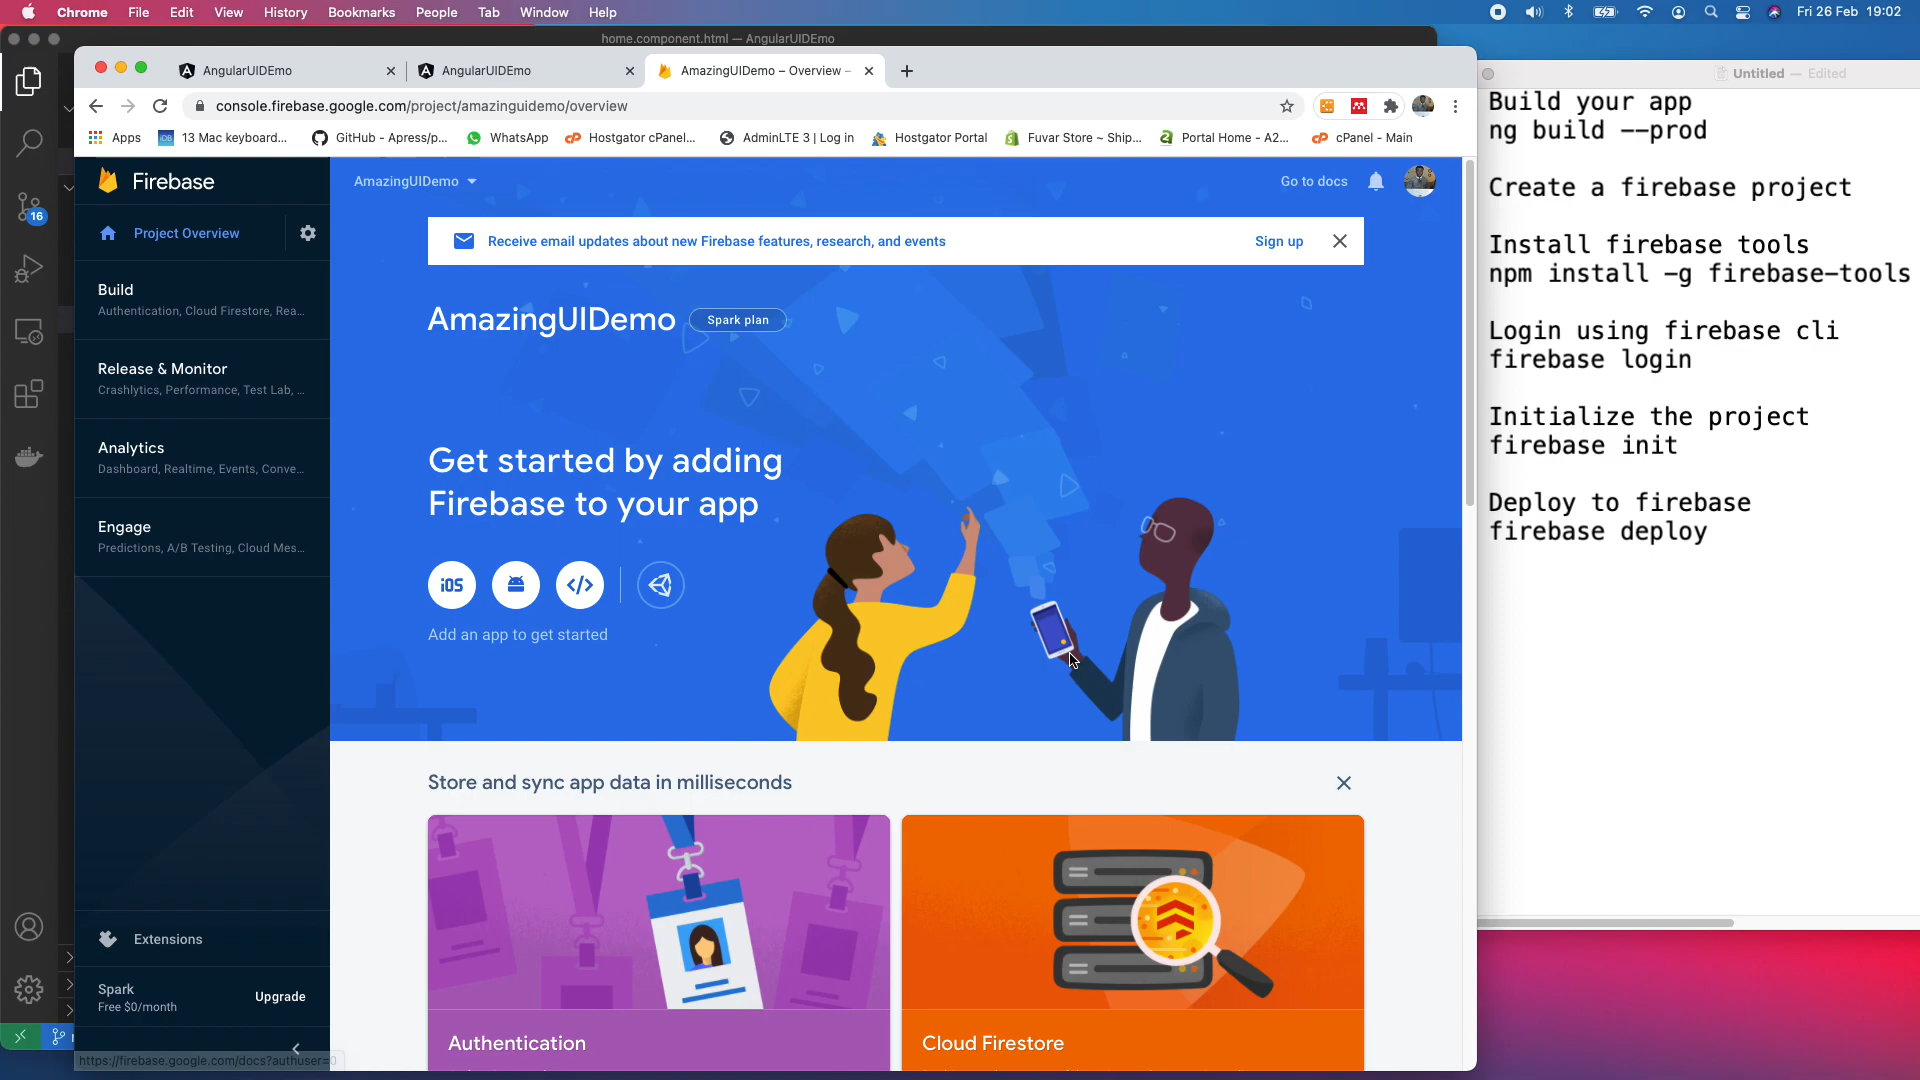 Chrome File Edit View History Bookmarks People Tab Window Help
Fri 26 Feb 19:02
home.component.html — AngularUIDEmo
AngularUIDEmo
AngularUIDEmo
AmazingUIDemo – Overview –
console.firebase.google.com/project/amazinguidemo/overview
Apps
13 Mac keyboard...
GitHub - Apress/p...
WhatsApp
Hostgator cPanel...
AdminLTE 3 | Log in
Hostgator Portal
Fuvar Store ~ Ship...
Portal Home - A2...
cPanel - Main
Firebase
Project Overview
Build
Authentication, Cloud Firestore, Rea...
Release & Monitor
Crashlytics, Performance, Test Lab, ...
Analytics
Dashboard, Realtime, Events, Conve...
Engage
Predictions, A/B Testing, Cloud Mes...
Extensions
Spark
Free $0/month
Upgrade
https://firebase.google.com/docs?authuser=0
16
AmazingUIDemo
Go to docs
Receive email updates about new Firebase features, research, and events
Sign up
AmazingUIDemo
Spark plan
Get started by adding
Firebase to your app
iOS
Add an app to get started
Store and sync app data in milliseconds
Authentication
Cloud Firestore
Untitled — Edited
Build your app
ng build --prod
Create a firebase project
Install firebase tools
npm install -g firebase-tools
Login using firebase cli
firebase login
Initialize the project
firebase init
Deploy to firebase
firebase deploy